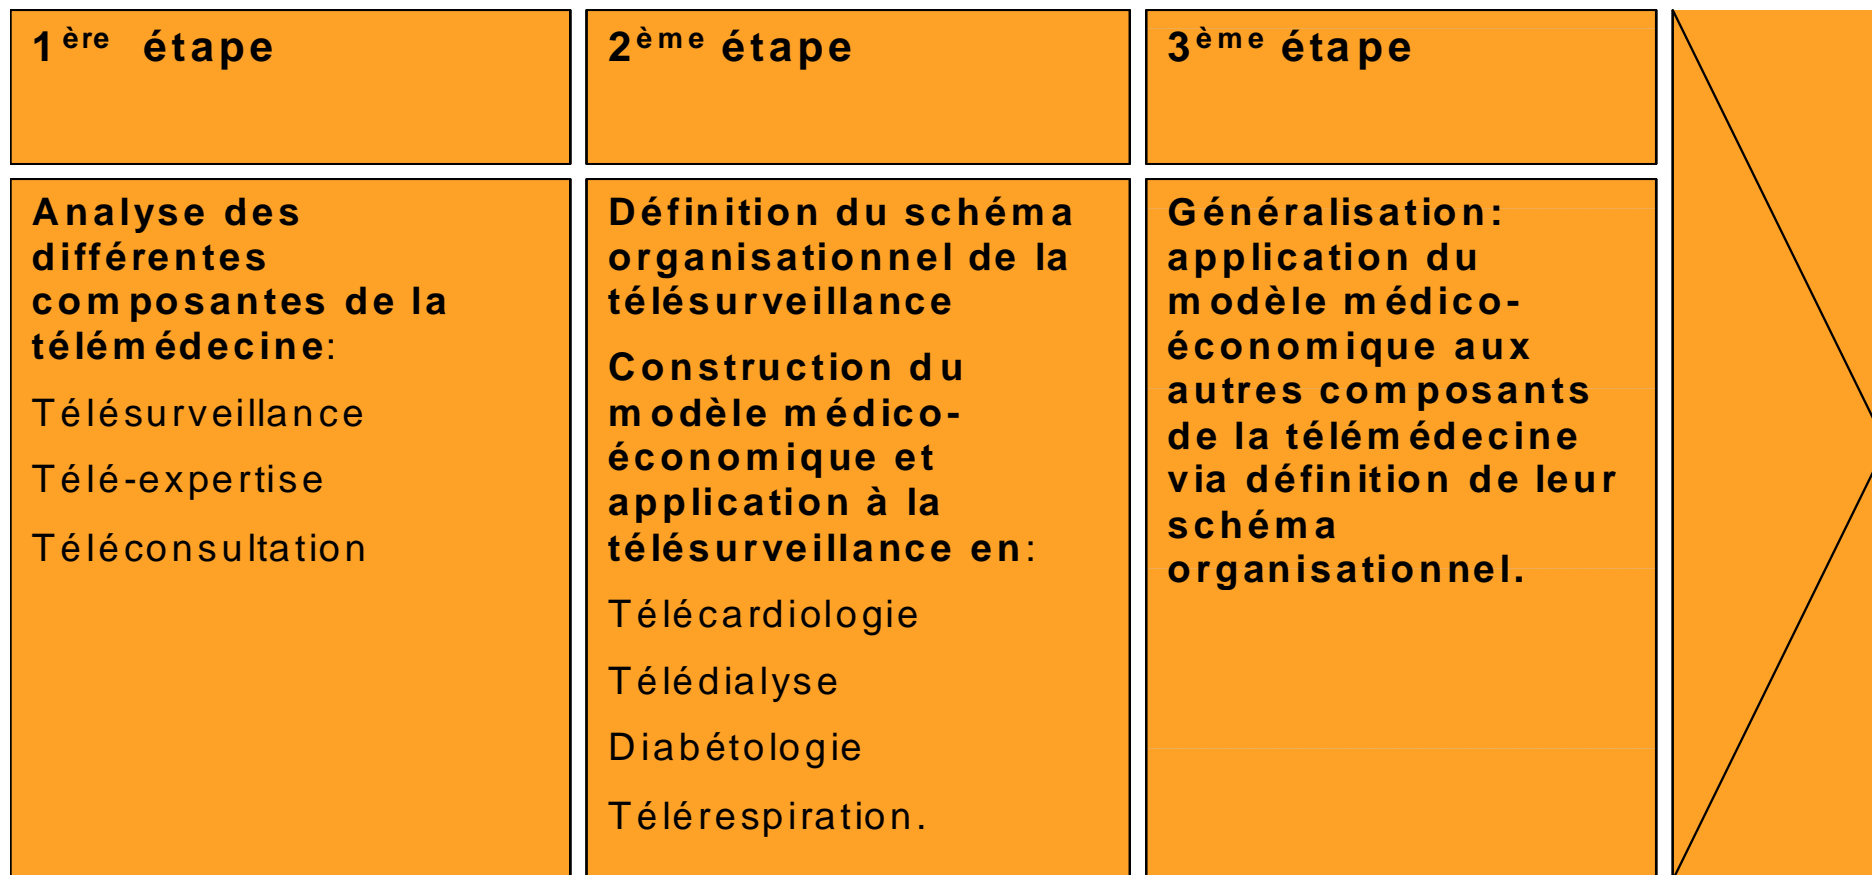 1ère étape
Analyse des
différentes
composantes de la
télémédecine:
Télésurveillance
Télé-expertise
Téléconsultation
2ème étape
Définition du schéma
organisationnel de la
télésurveillance
Construction du
modèle médico-
économique et
application à la
télésurveillance en:
Télécardiologie
Télédialyse
Diabétologie
Télérespiration.
3ème étape
Généralisation:
application du
modèle médico-
économique aux
autres composants
de la télémédecine
via définition de leur
schéma
organisationnel.